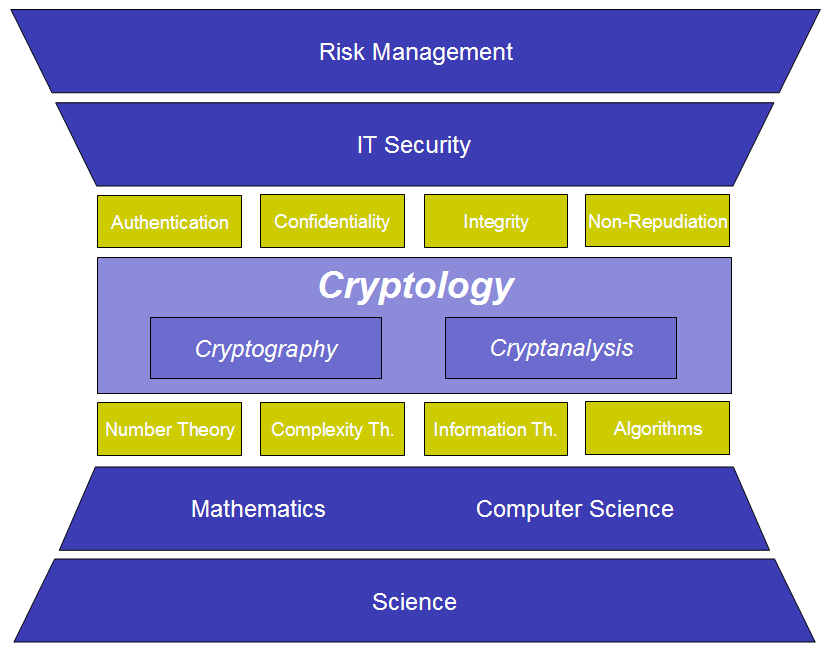 Risk Management
IT Security
Authentication
Confidentiality
Integrity
Non-Repudiation
Cryptology
Cryptography
Cryptanalysis
Number Theory
Complexity Th.
Information Th.
Algorithms
Mathematics
Computer Science
Science